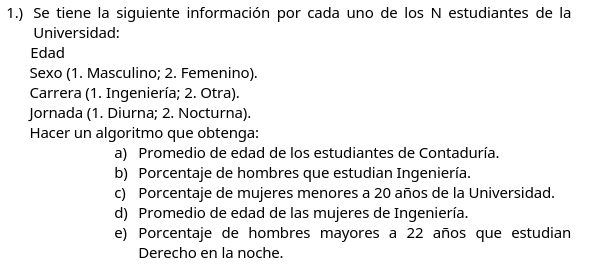 1.) Se tiene la siguiente información por cada uno de los N estudiantes de la
Universidad:
Edad
Sexo (1. Masculino; 2. Femenino).
Carrera (1. Ingeniería; 2. Otra).
Jornada (1. Diurna; 2. Nocturna).
Hacer un algoritmo que obtenga:
a) Promedio de edad de los estudiantes de Contaduría.
b) Porcentaje de hombres que estudian Ingeniería.
c) Porcentaje de mujeres menores a 20 años de la Universidad.
d) Promedio de edad de las mujeres de Ingeniería.
e) Porcentaje de hombres mayores a 22 años que estudian
Derecho en la noche.